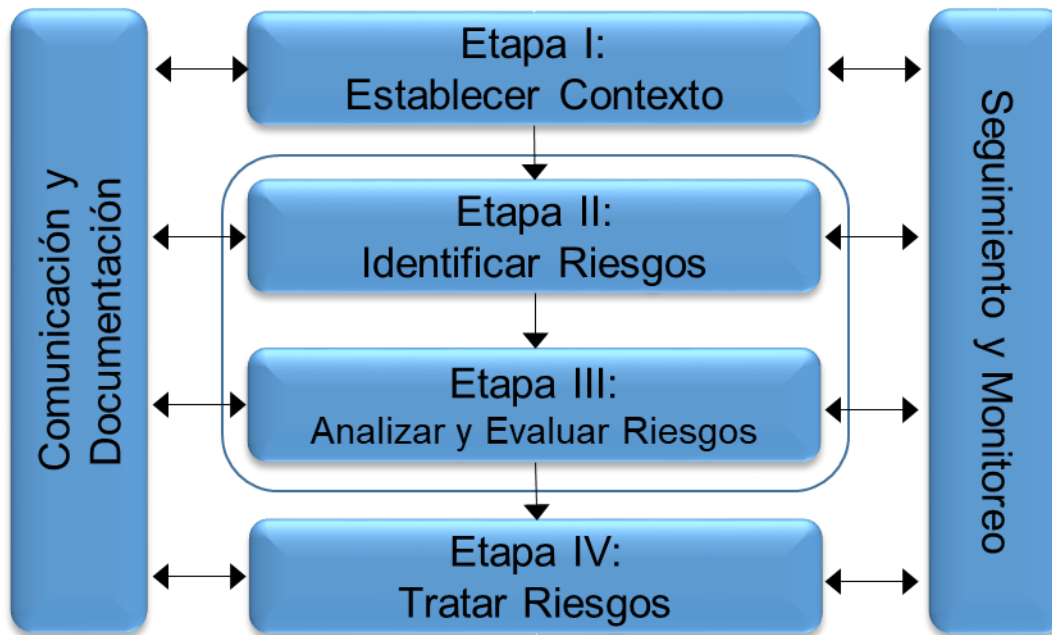 Comunicación y
Documentación
Etapa I:
Establecer Contexto
Etapa II:
Identificar Riesgos
Etapa III:
Analizar y Evaluar Riesgos
Etapa IV:
Tratar Riesgos
Seguimiento y Monitoreo